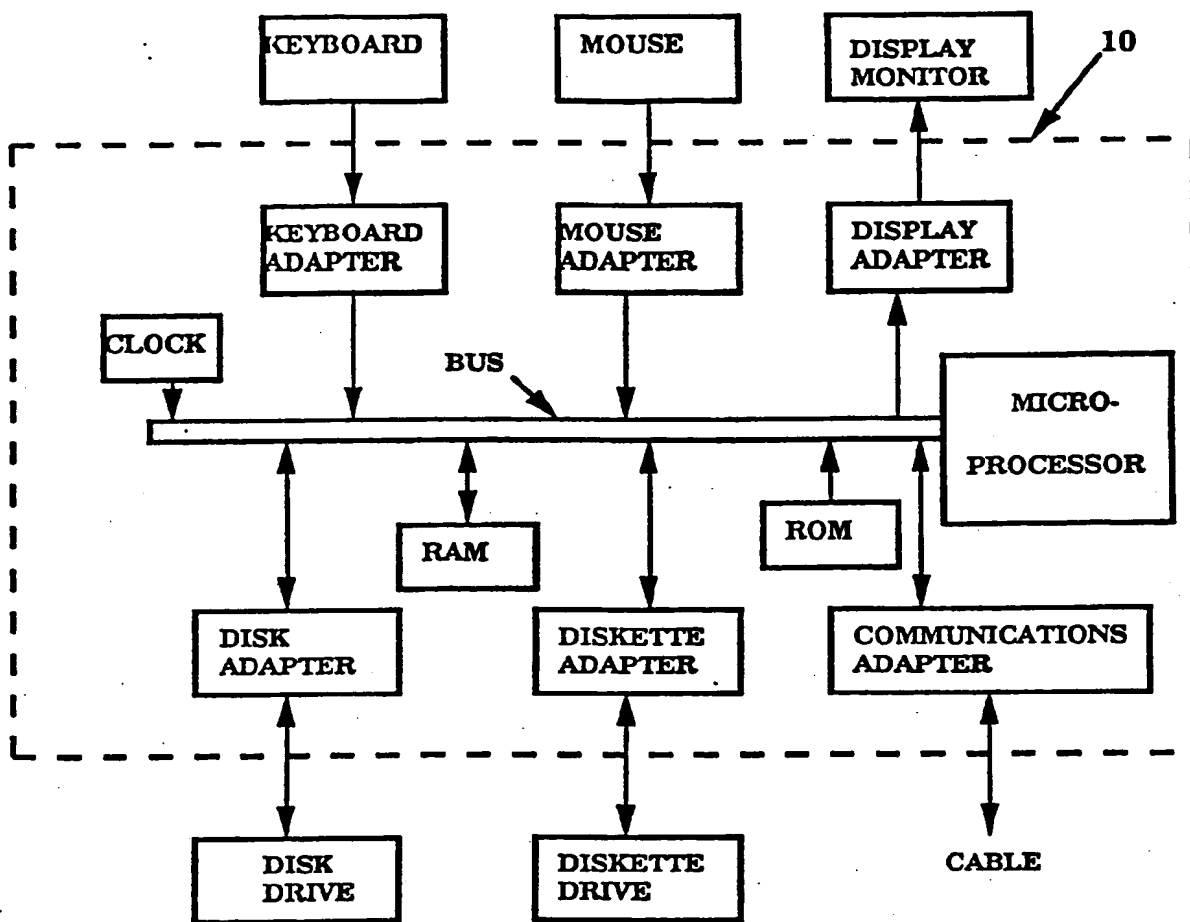 KEYBOARD
MOUSE
DISPLAY
MONITOR
10
KEYBOARD
ADAPTER
MOUSE
ADAPTER
DISPLAY
ADAPTER
CLOCK
BUS
MICRO-
PROCESSOR
RAM
ROM
DISK
ADAPTER
DISKETTE
ADAPTER
COMMUNICATIONS
ADAPTER
DISK
DRIVE
DISKETTE
DRIVE
CABLE